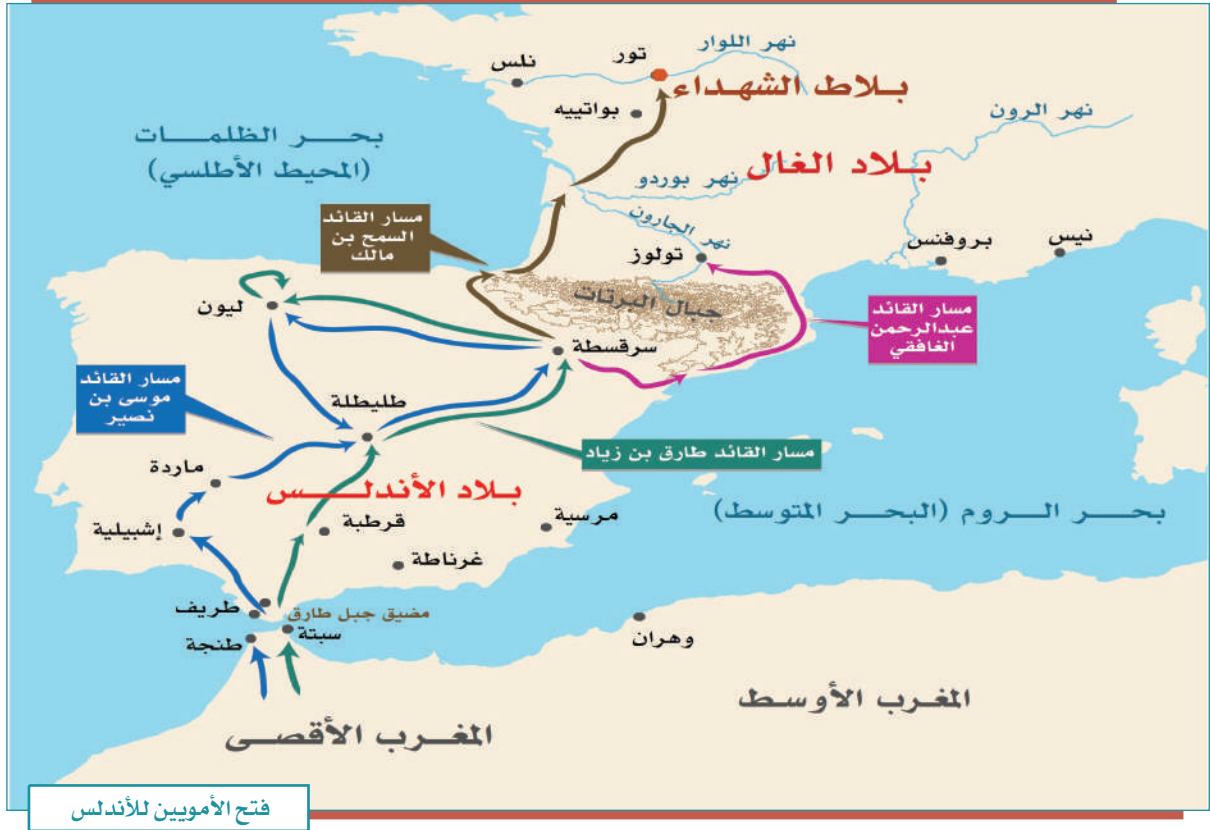 نهر اللوار
تور
نلس
بلاط الشهداء
بواتييه
نهر الرون
بحر الظلمات
(المحيط الأطلسي)
بلاد الغال
نهر بوردو
مسار القائد
السمح بن
مالك
نهر الجارون
تولوز
بروفنس
نيس
جبال البرتات
ليون
مسار القائد
عبدالرحمن
الغافقي
سرقسطة
مسار القائد
موسى بن
نصير
طليطلة
مسار القائد طارق بن زياد
ماردة
بلاد الأندلس
بحر الروم (البحر المتوسط)
إشبيلية
قرطبة
مرسية
غرناطة
طريف
مضيق جبل طارق
سبتة
طنجة
وهران
المغرب الأوسط
المغرب الأقصى
فتح الأمويين للأندلس